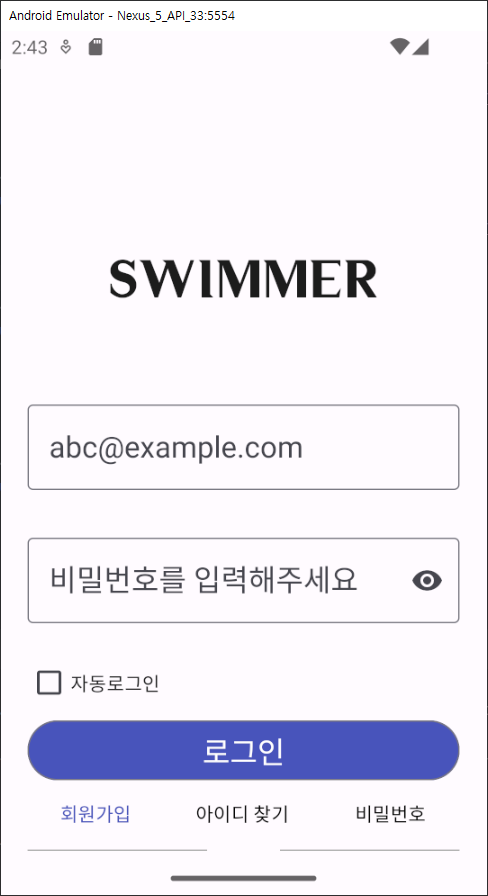 Android Emulator - Nexus_5_API_33:5554
2:43
SWIMMER
abc@example.com
비밀번호를 입력해주세요
자동로그인
로그인
회원가입 아이디 찾기 비밀번호